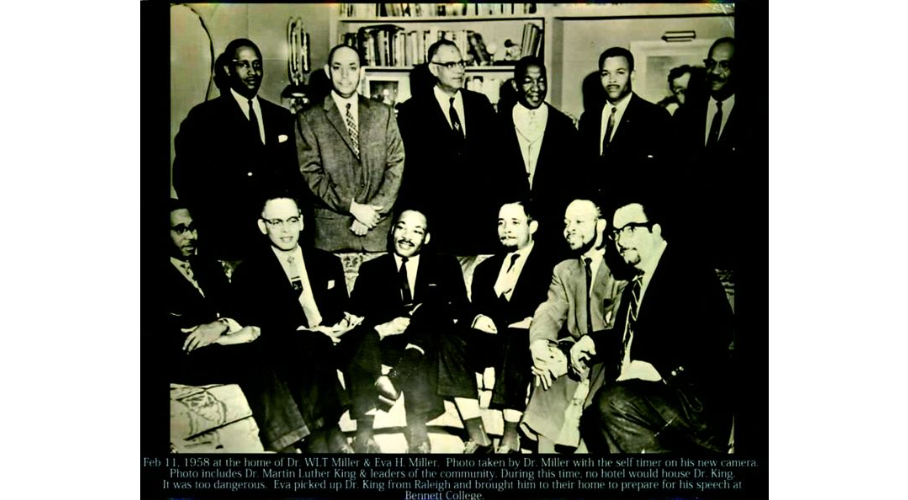 Feb 11, 1958 at the home of Dr. WLT Miller & Eva H. Miller. Photo taken by Dr. Miller with the self timer on his new camera.
Photo includes Dr. Martin Luther King & leaders of the community. During this time, no hotel would house Dr. King.
It was too dangerous. Eva picked up Dr. King from Raleigh and brought him to their home to prepare for his speech at
Bennett College.